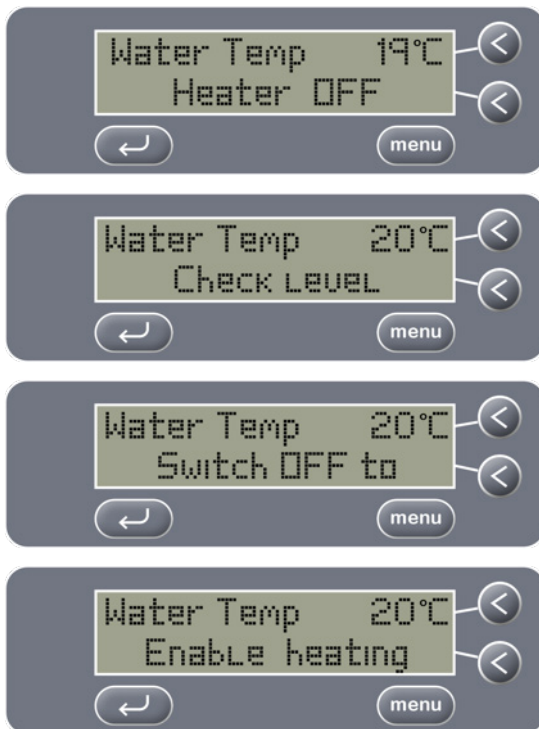 Water Temp 19°C
Heater OFF
menu
Water Temp 20°C
Check Level
menu
Water Temp 20°C
Switch OFF to
menu
Water Temp 20°C
Enable heating
menu